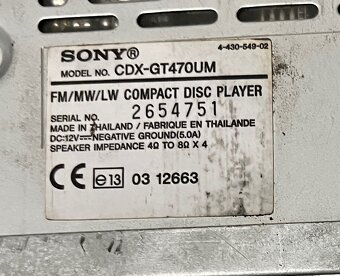 4-430-549-02
SONY®
MODEL NO. CDX-GT470UM
FM/MW/LW COMPACT DISC PLAYER
SERIAL NO. 2654751
MADE IN THAILAND / FABRIQUE EN THAILANDE
DC:12V⎓NEGATIVE GROUND(5.0A)
SPEAKER IMPEDANCE 4Ω TO 8Ω X 4
CE e13 03 12663